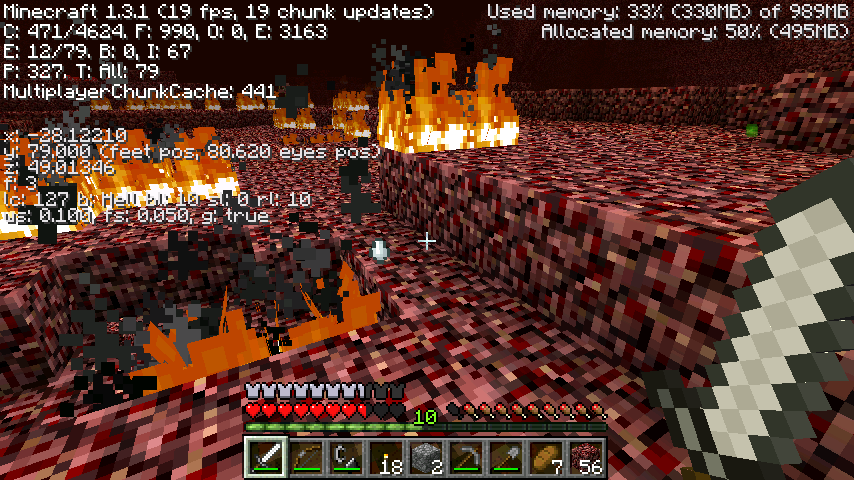 Minecraft 1.3.1 (19 fps, 19 chunk updates)
C: 471/4624. F: 990, O: 0, E: 3163
E: 12/79. B: 0, I: 67
P: 327. T: All: 79
MultiplayerChunkCache: 441
x: -28.12210
y: 79.000 (feet pos, 80.620 eyes pos)
z: 49.01346
f: 3
lc: 127 b: Hell bl: 10 sl: 0 rl: 10
ws: 0.100, fs: 0.050, g: true
Used memory: 33% (330MB) of 989MB
Allocated memory: 50% (495MB)
10
18
2
7
56